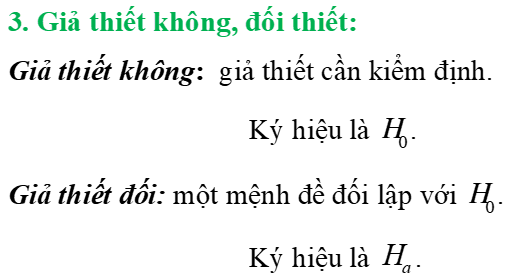 3. Giả thiết không, đối thiết:
Giả thiết không: giả thiết cần kiểm định.
Ký hiệu là H₀.
Giả thiết đối: một mệnh đề đối lập với H₀.
Ký hiệu là Hₐ.